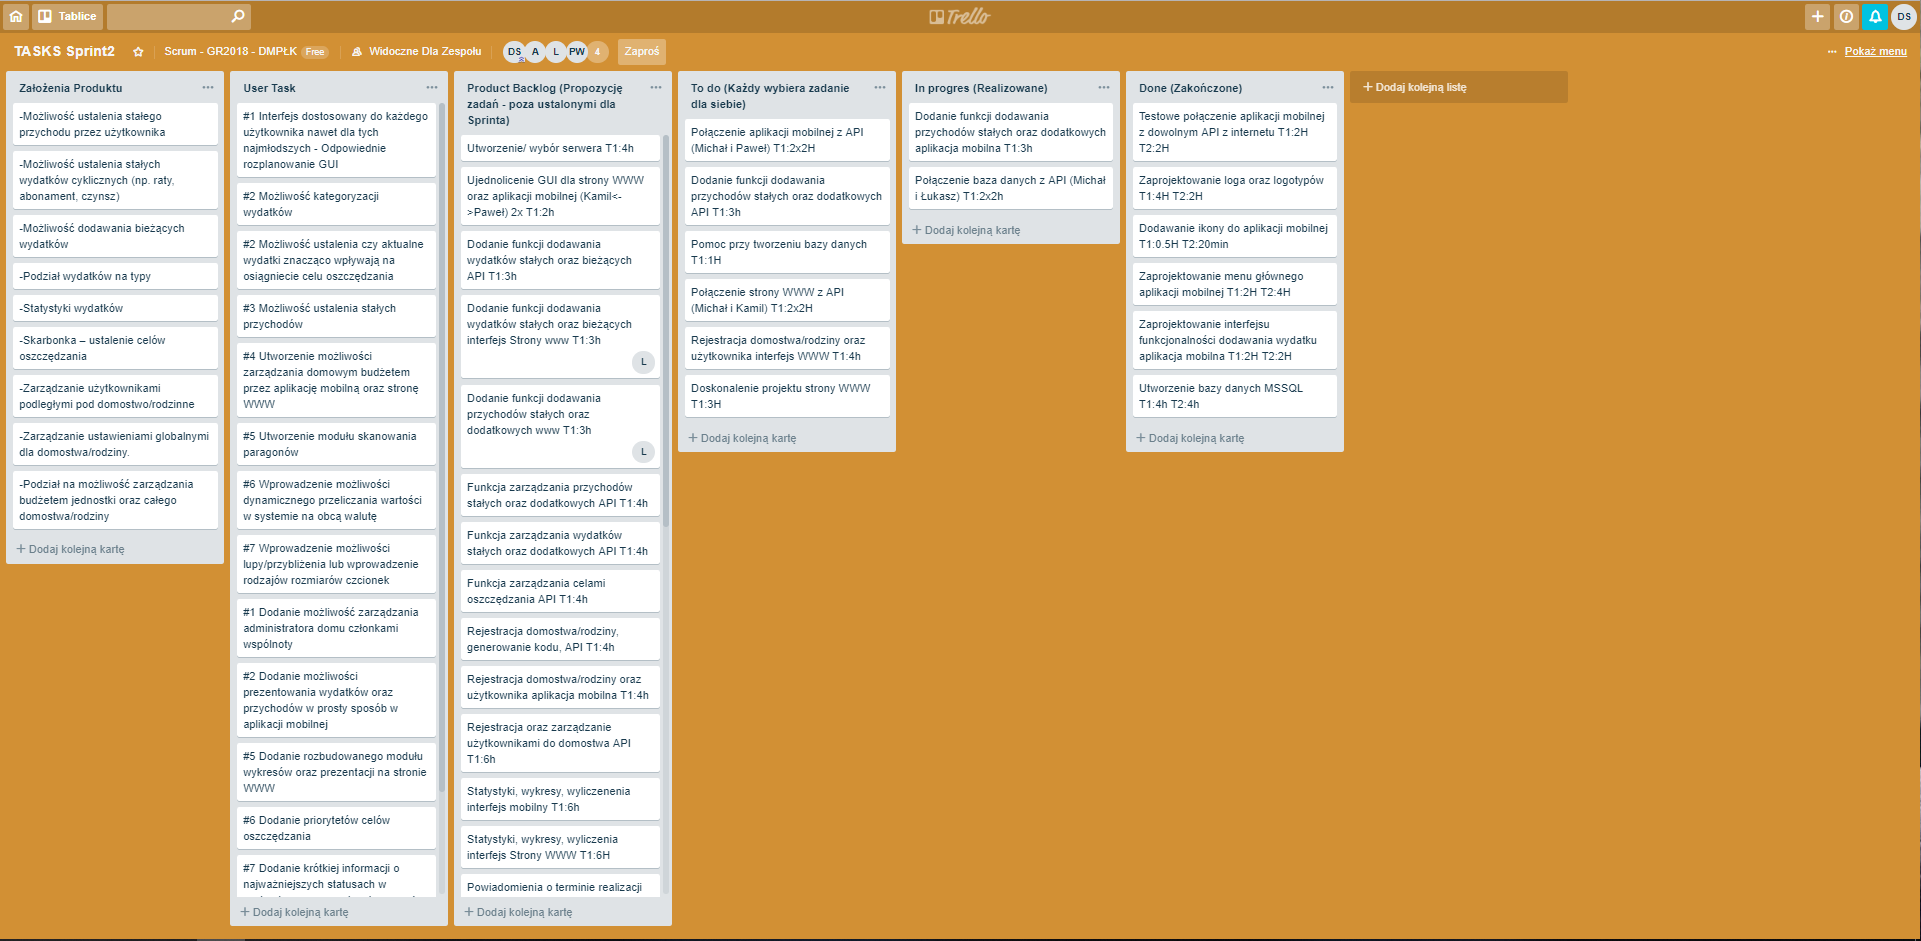 Tablice
Trello
DS
TASKS Sprint2
Scrum - GR2018 - DMPŁK Free
Widoczne Dla Zespołu
DS A L PW 4
Zaproś
Pokaż menu
Założenia Produktu
-Możliwość ustalenia stałego
przychodu przez użytkownika
-Możliwość ustalenia stałych
wydatków cyklicznych (np. raty,
abonament, czynsz)
-Możliwość dodawania bieżących
wydatków
-Podział wydatków na typy
-Statystyki wydatków
-Skarbonka – ustalenie celów
oszczędzania
-Zarządzanie użytkownikami
podległymi pod domostwo/rodzinne
-Zarządzanie ustawieniami globalnymi
dla domostwa/rodziny.
-Podział na możliwość zarządzania
budżetem jednostki oraz całego
domostwa/rodziny
+ Dodaj kolejną kartę
User Task
#1 Interfejs dostosowany do każdego
użytkownika nawet dla tych
najmłodszych - Odpowiednie
rozplanowanie GUI
#2 Możliwość kategoryzacji
wydatków
#2 Możliwość ustalenia czy aktualne
wydatki znacząco wpływają na
osiągniecie celu oszczędzania
#3 Możliwość ustalenia stałych
przychodów
#4 Utworzenie możliwości
zarządzania domowym budżetem
przez aplikację mobilną oraz stronę
WWW
#5 Utworzenie modułu skanowania
paragonów
#6 Wprowadzenie możliwości
dynamicznego przeliczania wartości
w systemie na obcą walutę
#7 Wprowadzenie możliwości
lupy/przybliżenia lub wprowadzenie
rodzajów rozmiarów czcionek
#1 Dodanie możliwość zarządzania
administratora domu członkami
wspólnoty
#2 Dodanie możliwości
prezentowania wydatków oraz
przychodów w prosty sposób w
aplikacji mobilnej
#5 Dodanie rozbudowanego modułu
wykresów oraz prezentacji na stronie
WWW
#6 Dodanie priorytetów celów
oszczędzania
#7 Dodanie krótkiej informacji o
najważniejszych statusach w
+ Dodaj kolejną kartę
Product Backlog (Propozycję
zadań - poza ustalonymi dla
Sprinta)
Utworzenie/ wybór serwera T1:4h
Ujednolicenie GUI dla strony WWW
oraz aplikacji mobilnej (Kamil<-
>Paweł) 2x T1:2h
Dodanie funkcji dodawania
wydatków stałych oraz bieżących
API T1:3h
Dodanie funkcji dodawania
wydatków stałych oraz bieżących
interfejs Strony www T1:3h
L
Dodanie funkcji dodawania
przychodów stałych oraz
dodatkowych www T1:3h
L
Funkcja zarządzania przychodów
stałych oraz dodatkowych API T1:4h
Funkcja zarządzania wydatków
stałych oraz dodatkowych API T1:4h
Funkcja zarządzania celami
oszczędzania API T1:4h
Rejestracja domostwa/rodziny,
generowanie kodu, API T1:4h
Rejestracja domostwa/rodziny oraz
użytkownika aplikacja mobilna T1:4h
Rejestracja oraz zarządzanie
użytkownikami do domostwa API
T1:6h
Statystyki, wykresy, wyliczenenia
interfejs mobilny T1:6h
Statystyki, wykresy, wyliczenia
interfejs Strony WWW T1:6H
Powiadomienia o terminie realizacji
+ Dodaj kolejną kartę
To do (Każdy wybiera zadanie
dla siebie)
Połączenie aplikacji mobilnej z API
(Michał i Paweł) T1:2x2H
Dodanie funkcji dodawania
przychodów stałych oraz dodatkowych
API T1:3h
Pomoc przy tworzeniu bazy danych
T1:1H
Połączenie strony WWW z API
(Michał i Kamil) T1:2x2H
Rejestracja domostwa/rodziny oraz
użytkownika interfejs WWW T1:4h
Doskonalenie projektu strony WWW
T1:3H
+ Dodaj kolejną kartę
In progres (Realizowane)
Dodanie funkcji dodawania
przychodów stałych oraz dodatkowych
aplikacja mobilna T1:3h
Połączenie baza danych z API (Michał
i Łukasz) T1:2x2h
+ Dodaj kolejną kartę
Done (Zakończone)
Testowe połączenie aplikacji mobilnej
z dowolnym API z internetu T1:2H
T2:2H
Zaprojektowanie loga oraz logotypów
T1:4H T2:2H
Dodawanie ikony do aplikacji mobilnej
T1:0.5H T2:20min
Zaprojektowanie menu głównego
aplikacji mobilnej T1:2H T2:4H
Zaprojektowanie interfejsu
funkcjonalności dodawania wydatku
aplikacja mobilna T1:2H T2:2H
Utworzenie bazy danych MSSQL
T1:4h T2:4h
+ Dodaj kolejną kartę
+ Dodaj kolejną listę